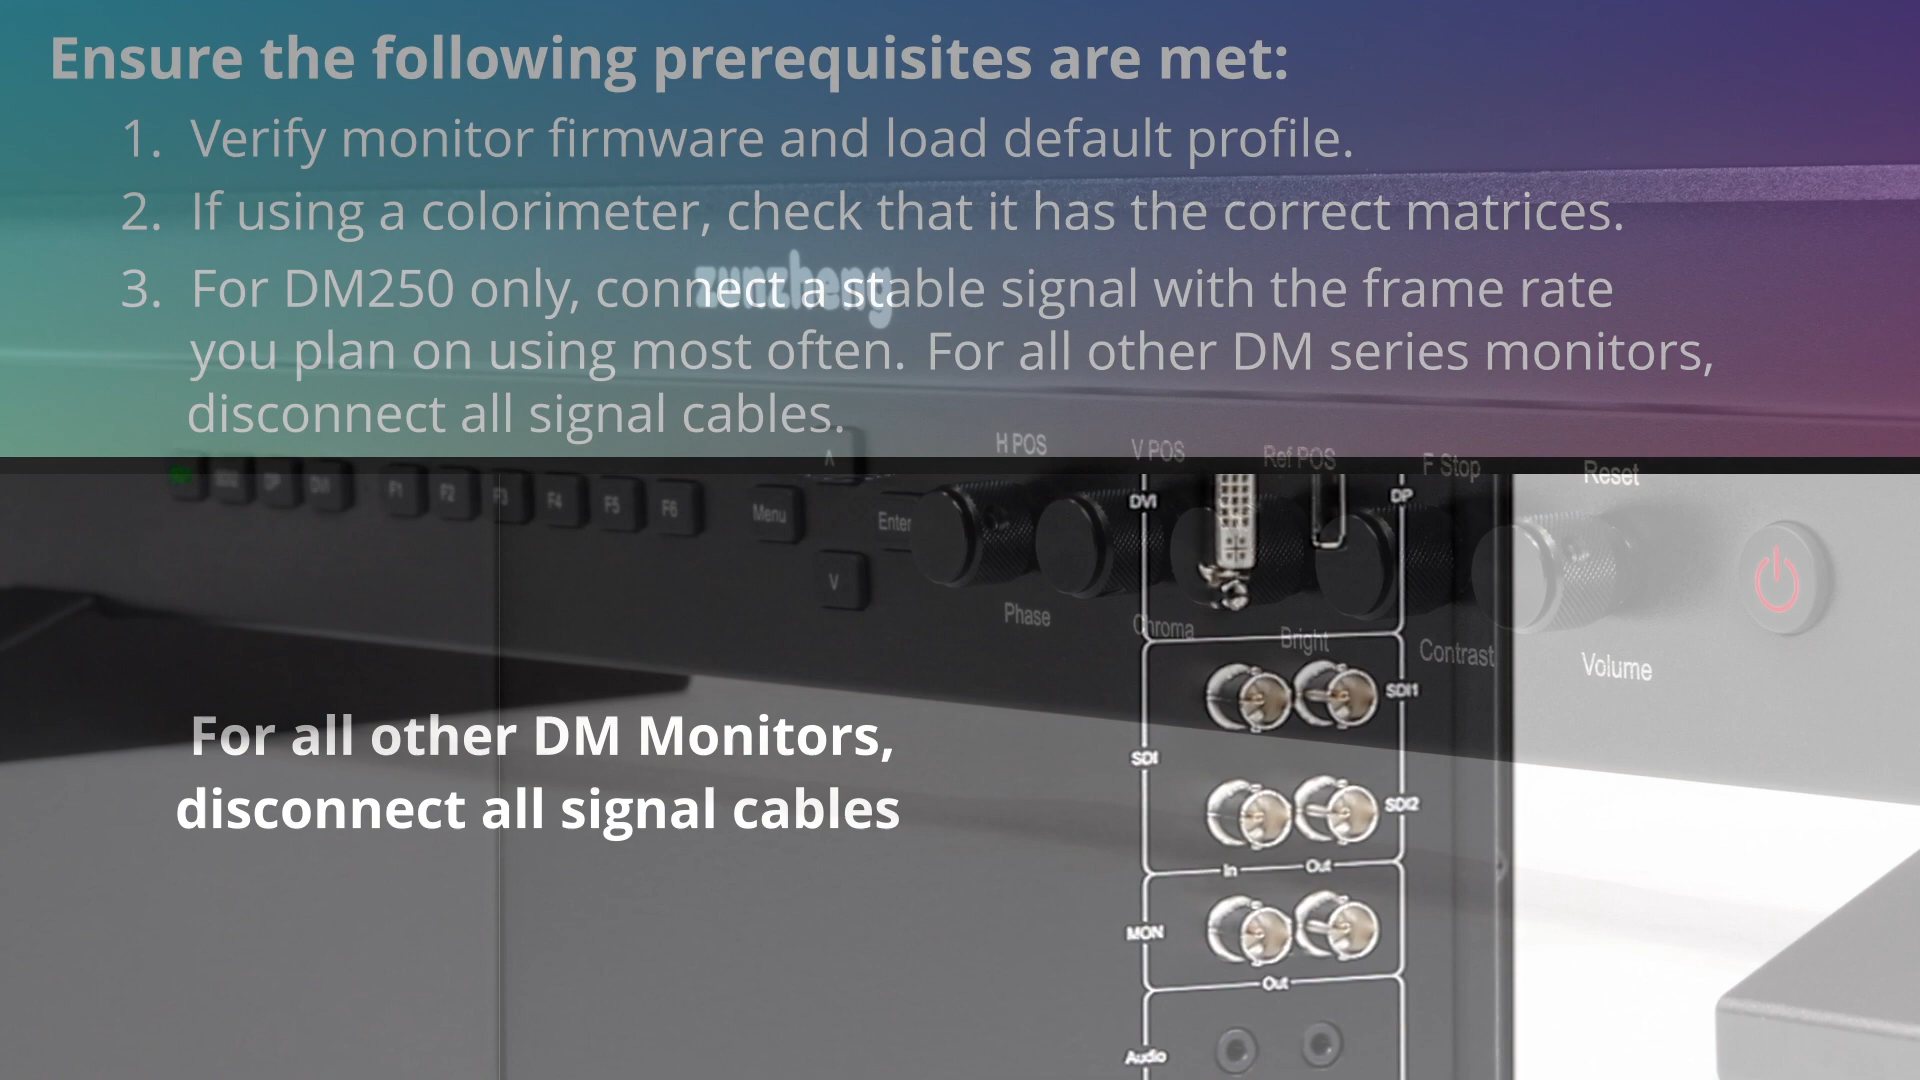 Ensure the following prerequisites are met:
1. Verify monitor firmware and load default profile.
2. If using a colorimeter, check that it has the correct matrices.
zunzheng
3. For DM250 only, connect a stable signal with the frame rate
you plan on using most often. For all other DM series monitors,
disconnect all signal cables.
H POS V POS Ref POS F Stop Reset
DP DVI F1 F2 F3 F4 F5 F6 Menu Enter
DVI DP
Phase Chroma Bright Contrast Volume
SDI1
For all other DM Monitors,
disconnect all signal cables
SDI
SDI2
In Out
MON
Out
Audio